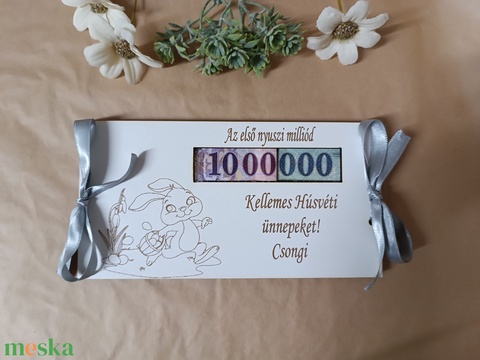 Az első nyuszi milliód
1000000
Kellemes Húsvéti
ünnepeket!
Csongi
meska